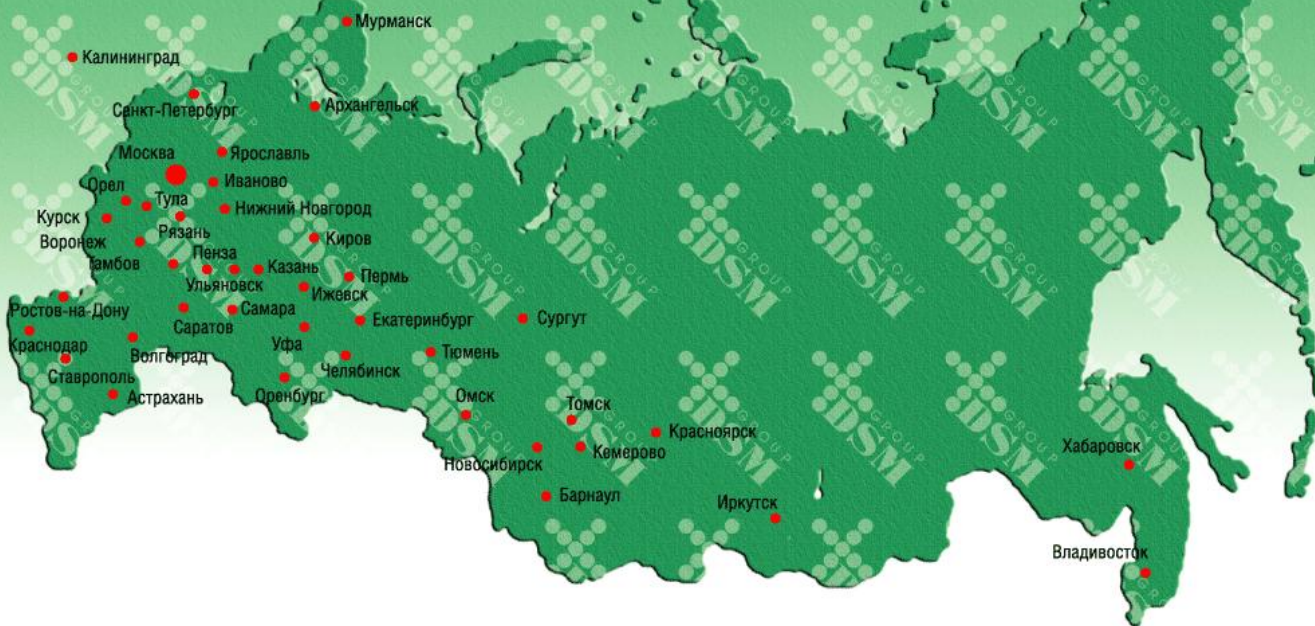 Мурманск
Калининград
Санкт-Петербург
Архангельск
Москва
Ярославль
Иваново
Орел
Тула
Нижний Новгород
Курск
Рязань
Воронеж
Киров
Пенза
Тамбов
Казань
Пермь
Ульяновск
Ижевск
Ростов-на-Дону
Самара
Саратов
Екатеринбург
Сургут
Краснодар
Волгоград
Уфа
Тюмень
Ставрополь
Челябинск
Астрахань
Оренбург
Омск
Томск
Красноярск
Кемерово
Новосибирск
Барнаул
Иркутск
Хабаровск
Владивосток
DSM GROUP